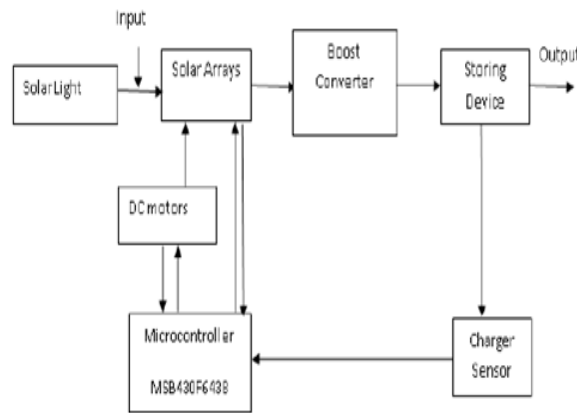 Input
Solar Light
Solar Arrays
Boost
Converter
Storing
Device
Output
DC motors
Microcontroller
MSB430F6438
Charger
Sensor